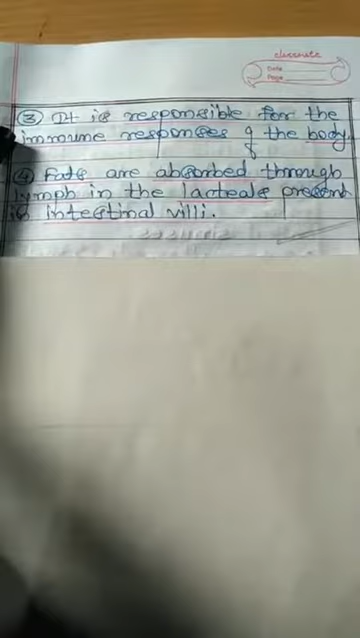 classmate
Date
Page
③ It is responsible for the
immune responses of the body.
④ Fats are absorbed through
lymph in the lacteals present
in intestinal villi.